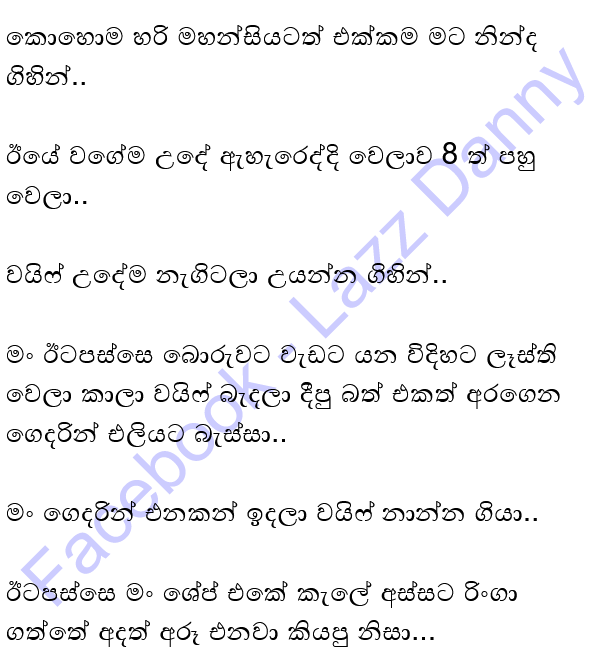 කොහොම හරි මහන්සියටත් එක්කම මට නින්ද
ගිහින්..
ඊයේ වගේම උදේ ඇහැරෙද්දි වෙලාව 8 ත් පහු
වෙලා..
වයිෆ් උදේම නැගිටලා උයන්න ගිහින්..
මං ඊටපස්සෙ බොරුවට වැඩට යන විදිහට ලෑස්ති
වෙලා කාලා වයිෆ් බැදලා දීපු බත් එකත් අරගෙන
ගෙදරින් එලියට බැස්සා..
මං ගෙදරින් එනකන් ඉදලා වයිෆ් නාන්න ගියා..
ඊටපස්සෙ මං ශේප් එකේ කැලේ අස්සට රිංගා
ගත්තේ අදත් අරූ එනවා කියපු නිසා...
Facebook - Lazz Danny